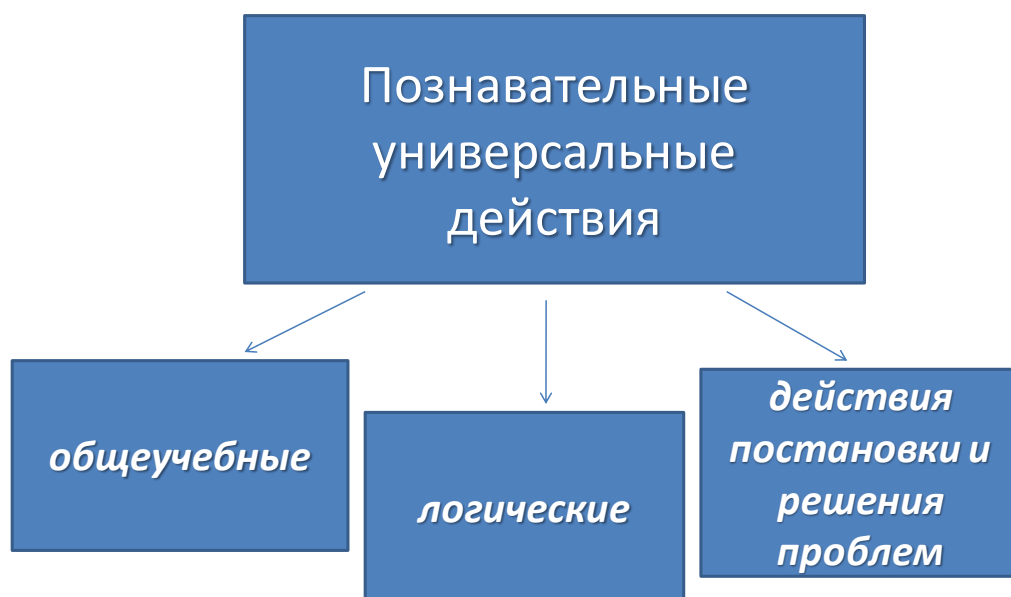 Познавательные
универсальные
действия
общеучебные
логические
действия
постановки и
решения
проблем